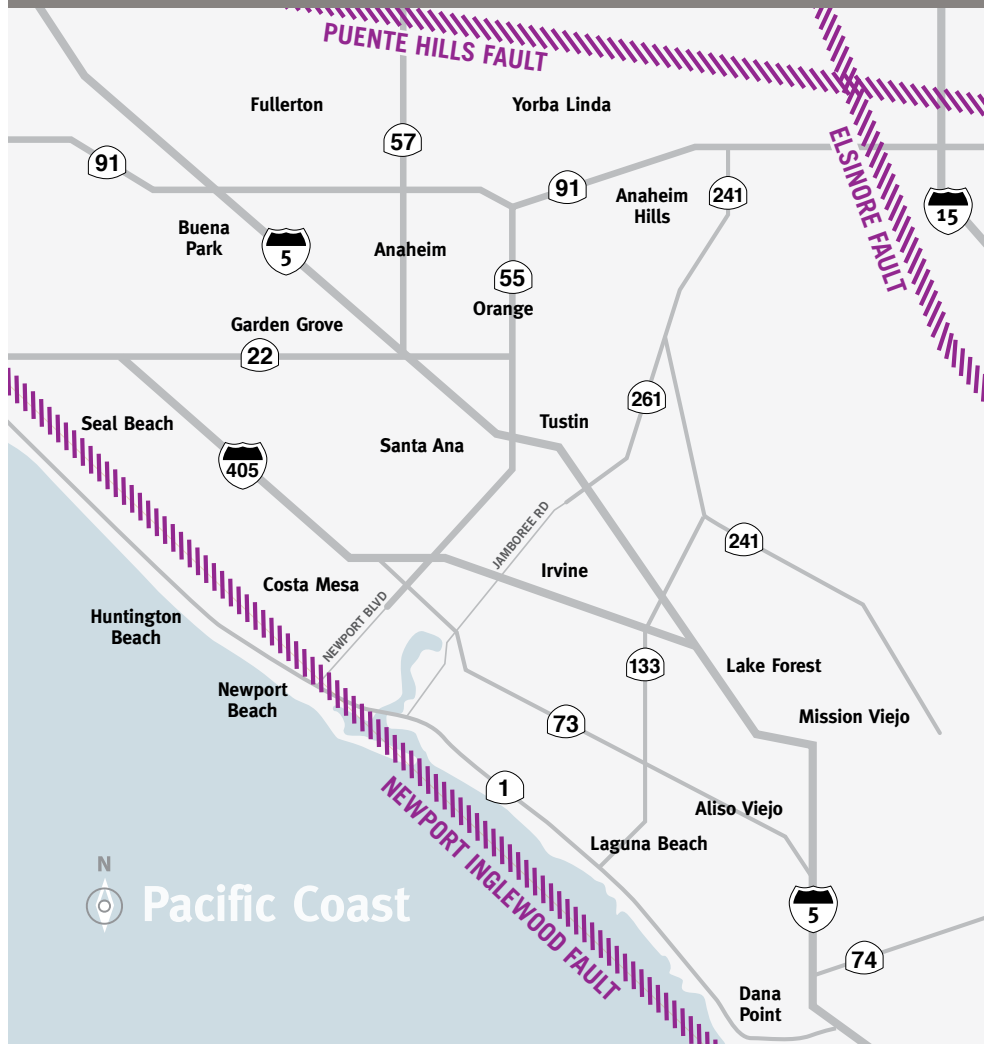 PUENTE HILLS FAULT
Fullerton
Yorba Linda
57
91
91
ELSINORE FAULT
Anaheim
Hills
241
15
Buena
Park
5
Anaheim
55
Orange
Garden Grove
22
261
Seal Beach
Santa Ana
Tustin
405
JAMBOREE RD
241
Costa Mesa
Irvine
Huntington
Beach
NEWPORT BLVD
133
Lake Forest
Newport
Beach
73
Mission Viejo
1
NEWPORT INGLEWOOD FAULT
Aliso Viejo
Laguna Beach
N
Pacific Coast
5
74
Dana
Point